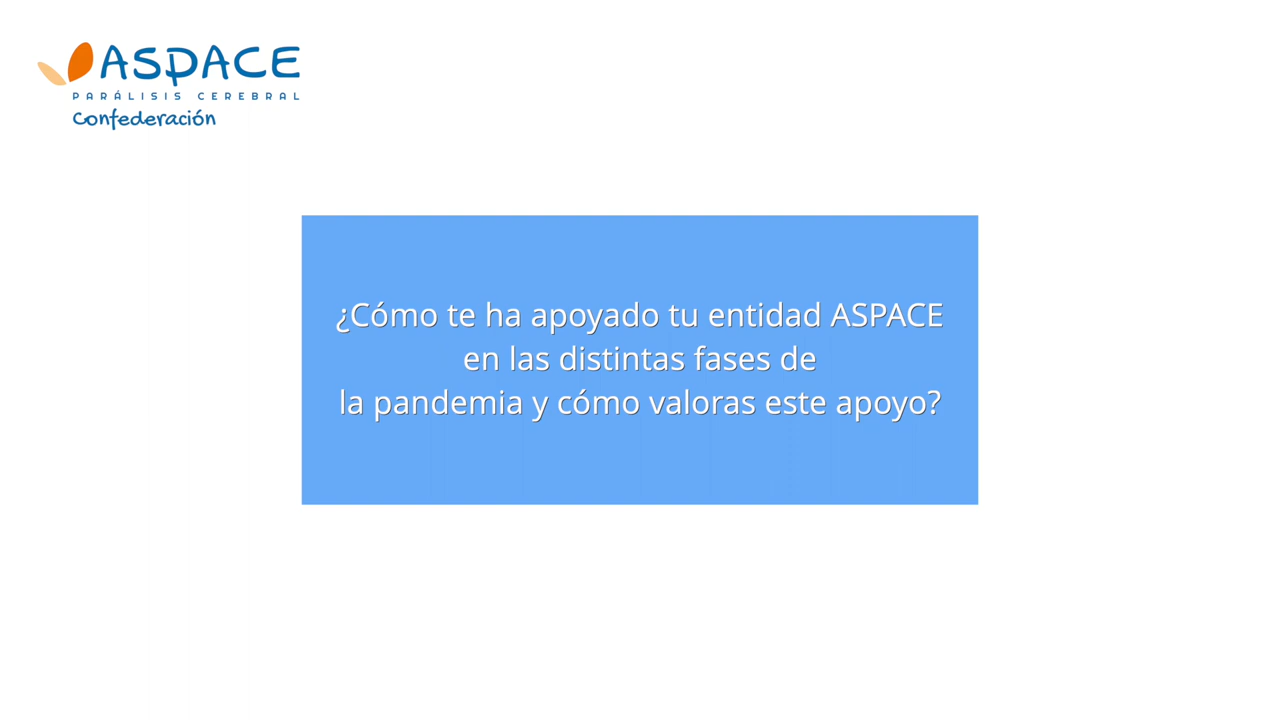 ASPACE
PARÁLISIS CEREBRAL
Confederación
¿Cómo te ha apoyado tu entidad ASPACE
en las distintas fases de
la pandemia y cómo valoras este apoyo?